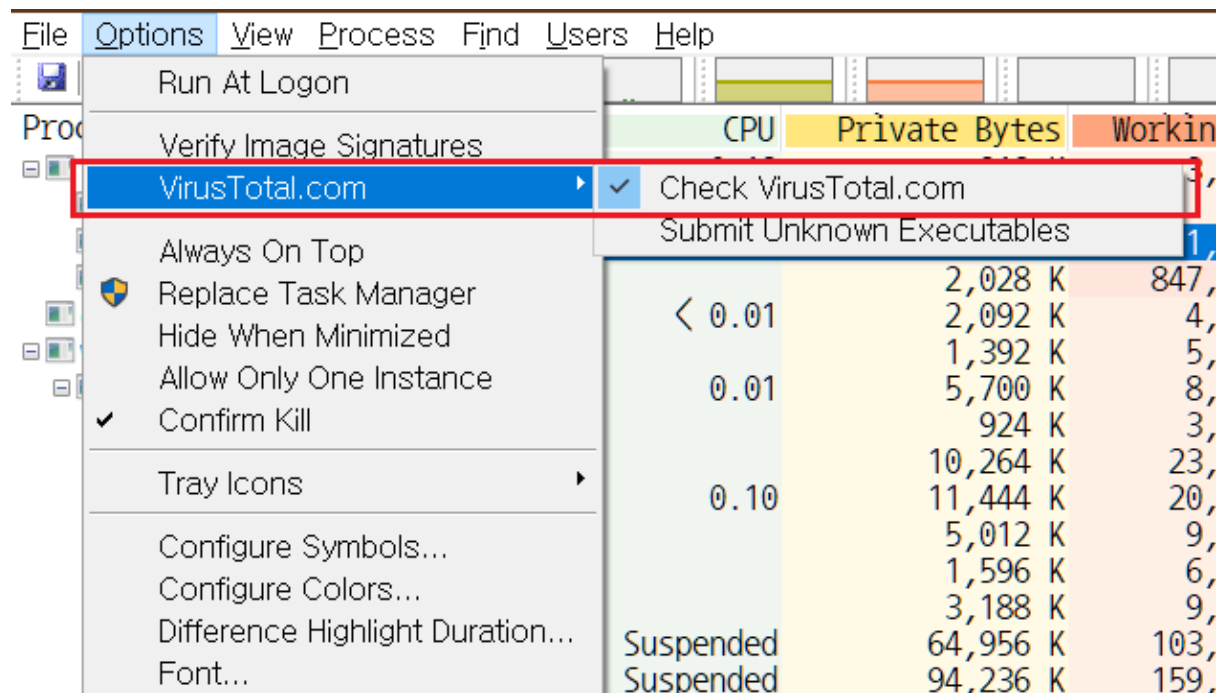 File Options View Process Find Users Help
Run At Logon
CPU Private Bytes
Verify Image Signatures
VirusTotal.com Check VirusTotal.com
Submit Unknown Executables
Always On Top
2,028 K 847,
Replace Task Manager
< 0.01 2,092 K 4,
Hide When Minimized
1,392 K 5,
Allow Only One Instance
0.01 5,700 K 8,
Confirm Kill
924 K 3,
10,264 K 23,
Tray Icons
0.10 11,444 K 20,
5,012 K 9,
Configure Symbols...
1,596 K 6,
Configure Colors...
3,188 K 9,
Difference Highlight Duration...
Suspended 64,956 K 103,
Font...
Suspended 94,236 K 159,